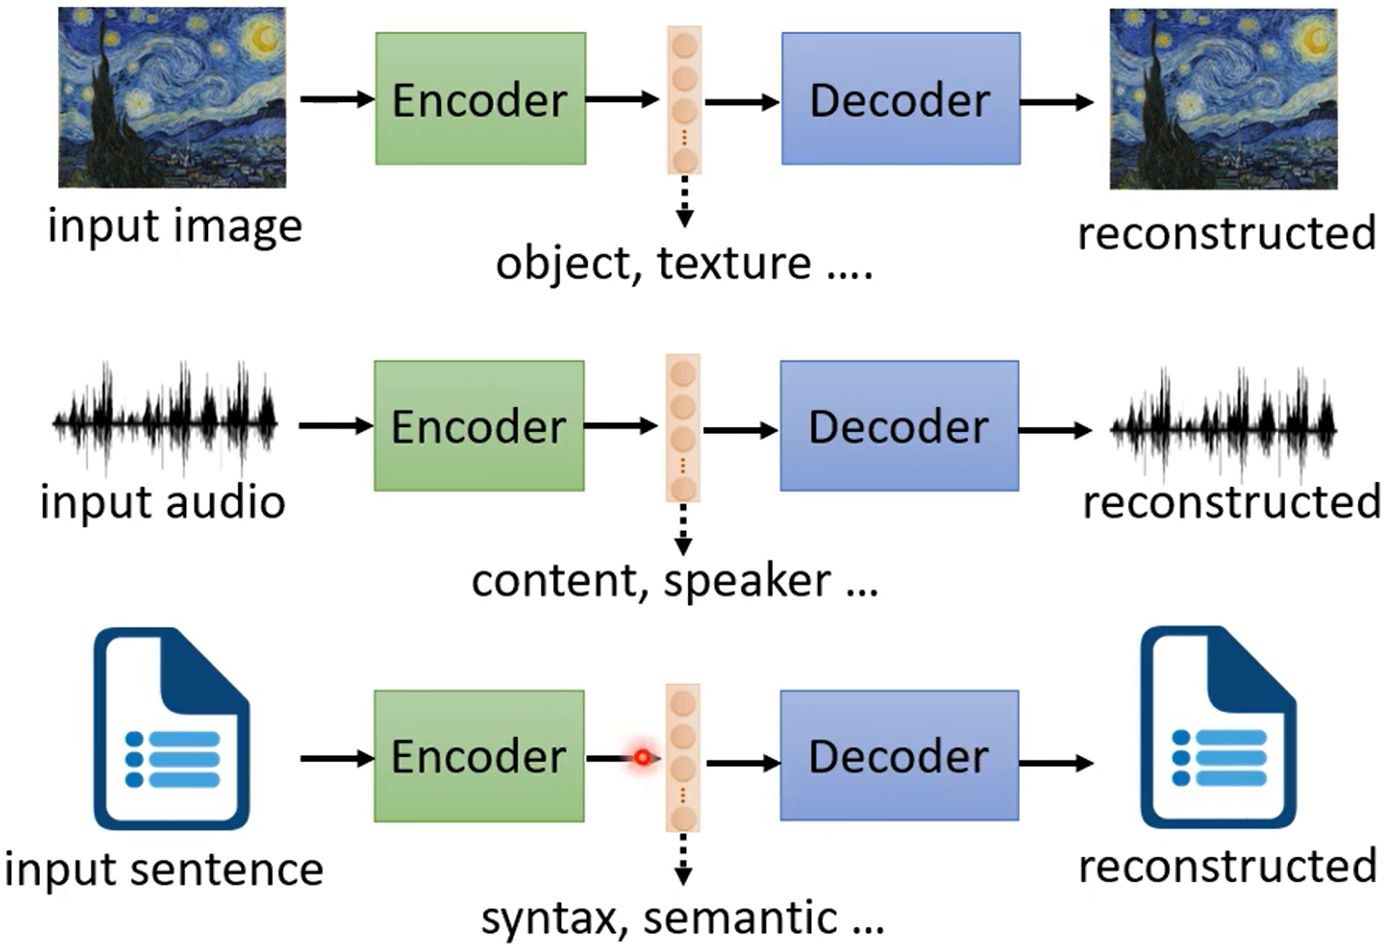 Encoder
Decoder
input image
reconstructed
object, texture ....
Encoder
Decoder
input audio
reconstructed
content, speaker ...
Encoder
Decoder
input sentence
reconstructed
syntax, semantic ...